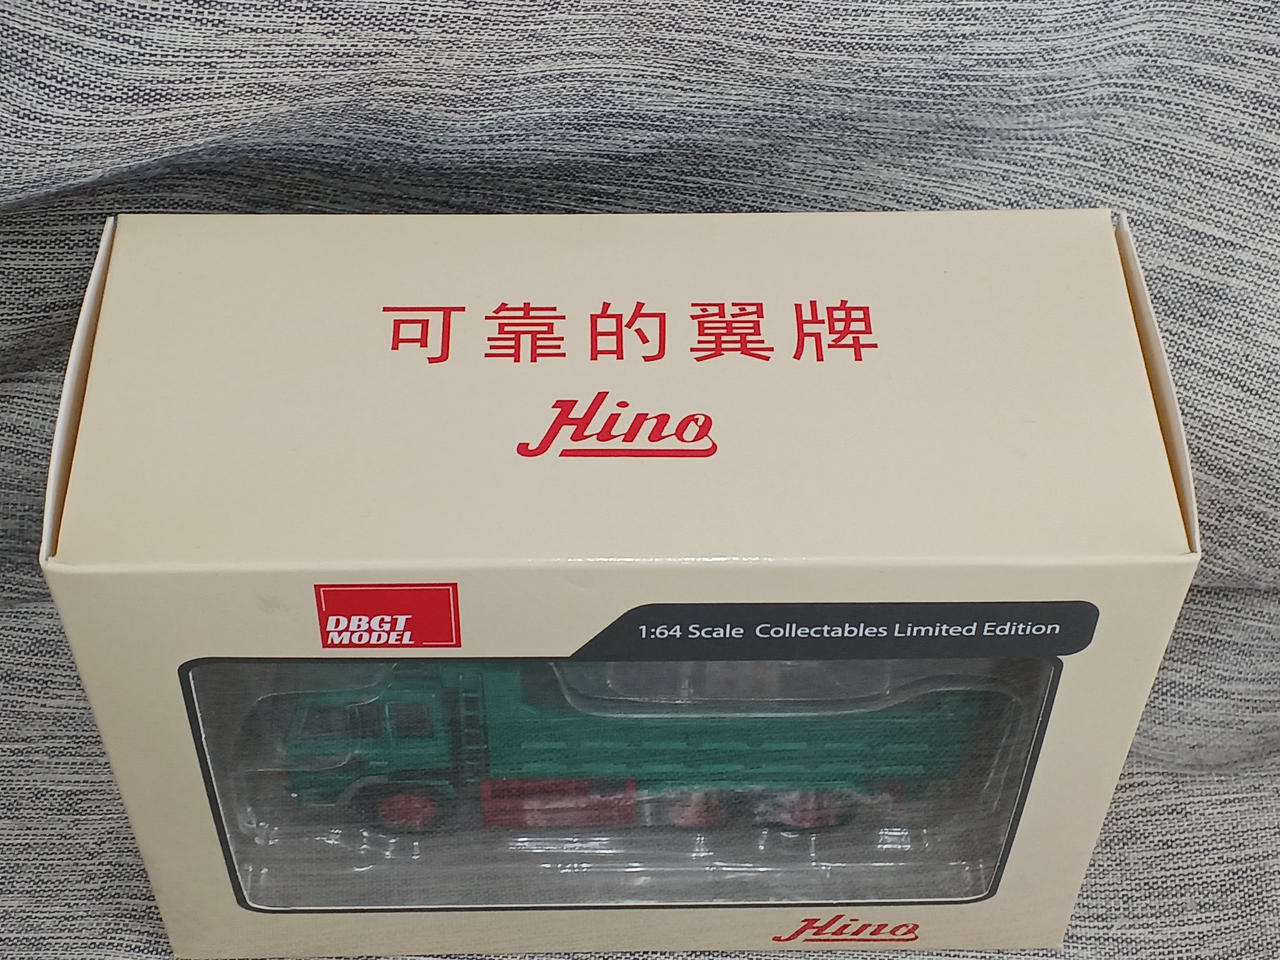 可靠的翼牌
Hino
DBGT
MODEL
1:64 Scale Collectables Limited Edition
Hino